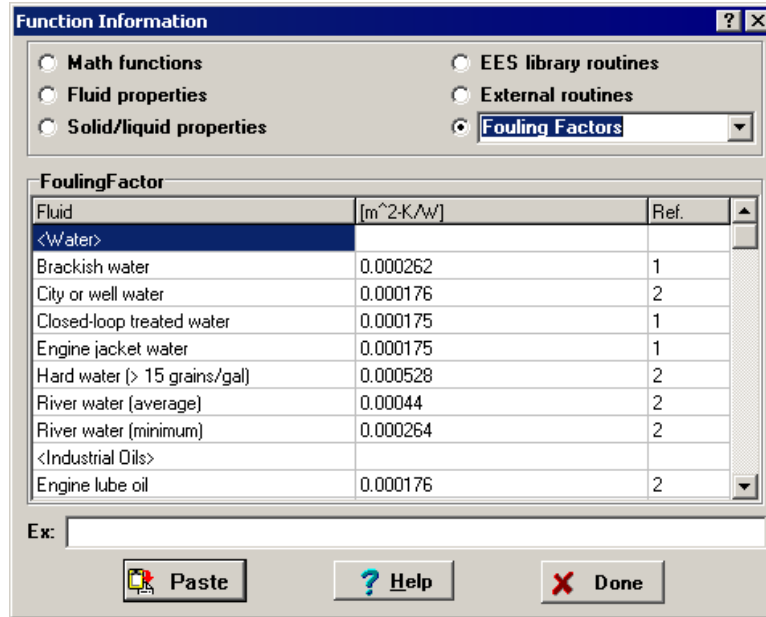 Function Information
Math functions
EES library routines
Fluid properties
External routines
Solid/liquid properties
Fouling Factors
FoulingFactor
Fluid [m^2-K/W] Ref.
<Water>
Brackish water 0.000262 1
City or well water 0.000176 2
Closed-loop treated water 0.000175 1
Engine jacket water 0.000175 1
Hard water (> 15 grains/gal) 0.000528 2
River water (average) 0.00044 2
River water (minimum) 0.000264 2
<Industrial Oils>
Engine lube oil 0.000176 2
Ex:
Paste
? Help
Done